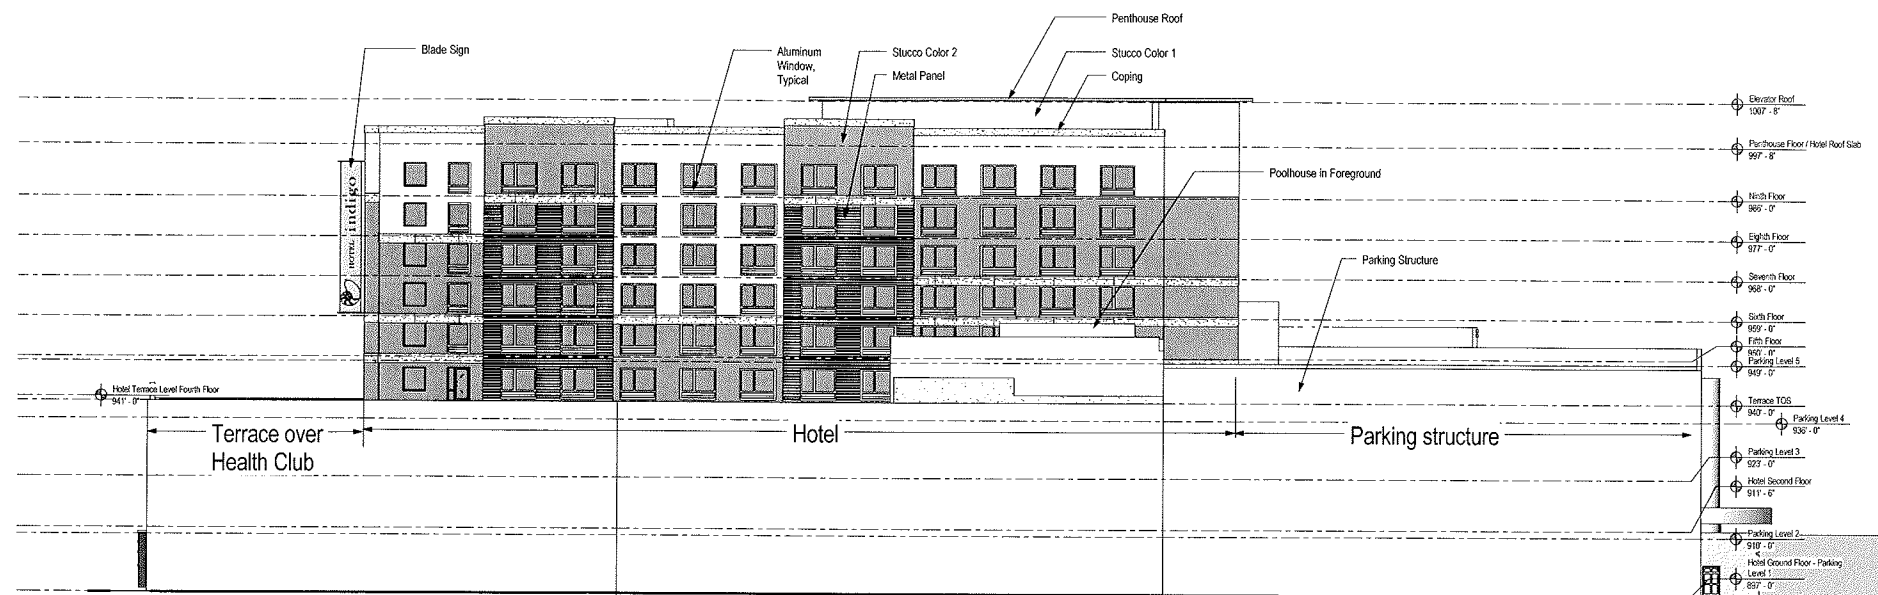 Penthouse Roof
Blade Sign
Aluminum
Window,
Typical
Stucco Color 2
Metal Panel
Stucco Color 1
Coping
Elevator Roof
1007' - 8"
Penthouse Floor / Hotel Roof Slab
997' - 8"
Poolhouse in Foreground
HOTEL indigo
Ninth Floor
986' - 0"
Eighth Floor
977' - 0"
Parking Structure
Seventh Floor
968' - 0"
Sixth Floor
959' - 0"
Fifth Floor
950' - 0"
Parking Level 5
949' - 0"
Hotel Terrace Level Fourth Floor
941' - 0"
Terrace TOS
940' - 0"
Parking Level 4
936' - 0"
Terrace over
Health Club
Hotel
Parking structure
Parking Level 3
923' - 0"
Hotel Second Floor
911' - 6"
Parking Level 2
910' - 0"
Hotel Ground Floor - Parking
Level 1
897' - 0"